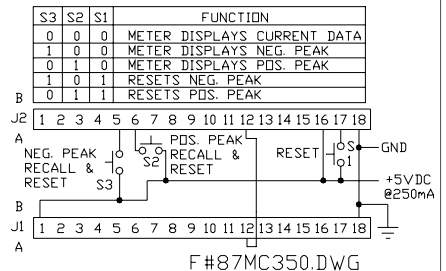 S3 S2 S1 FUNCTION
0 0 0 METER DISPLAYS CURRENT DATA
1 0 0 METER DISPLAYS NEG. PEAK
0 1 0 METER DISPLAYS POS. PEAK
1 0 1 RESETS NEG. PEAK
0 1 1 RESETS POS. PEAK
B
J2 1 2 3 4 5 6 7 8 9 10 11 12 13 14 15 16 17 18
A
NEG. PEAK
RECALL &
RESET S3
S2
POS. PEAK
RECALL &
RESET
RESET S
1
GND
+5VDC
@250mA
B
J1 1 2 3 4 5 6 7 8 9 10 11 12 13 14 15 16 17 18
A
F#87MC350.DWG